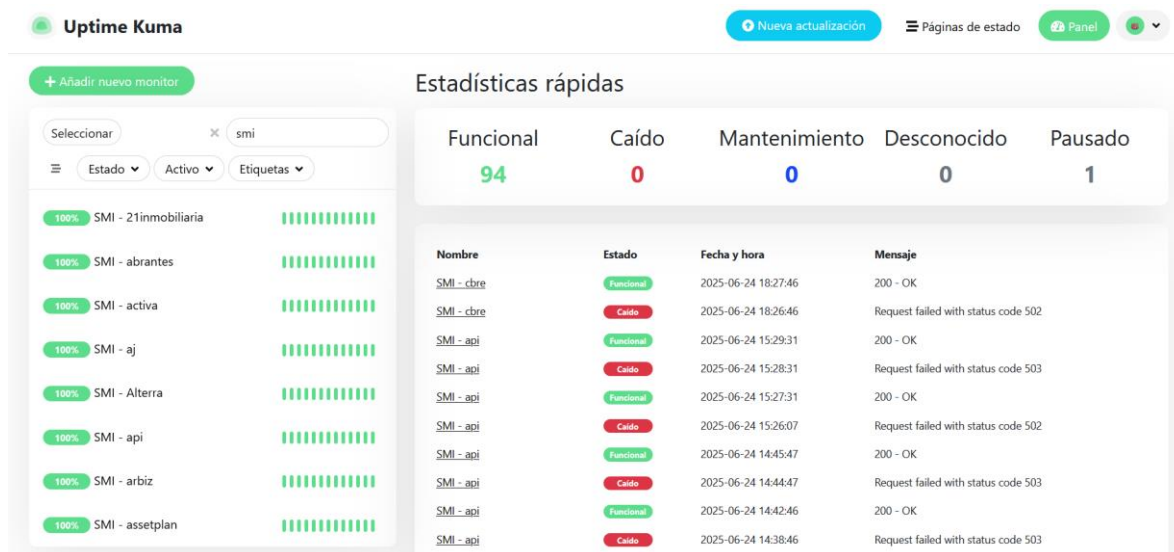 Uptime Kuma
Nueva actualización
Páginas de estado
Panel
+ Añadir nuevo monitor
Seleccionar
smi
Estado
Activo
Etiquetas
100% SMI - 21inmobiliaria
100% SMI - abrantes
100% SMI - activa
100% SMI - aj
100% SMI - Alterra
100% SMI - api
100% SMI - arbiz
100% SMI - assetplan
Estadísticas rápidas
Funcional Caído Mantenimiento Desconocido Pausado
94 0 0 0 1
Nombre Estado Fecha y hora Mensaje
SMI - cbre Funcional 2025-06-24 18:27:46 200 - OK
SMI - cbre Caído 2025-06-24 18:26:46 Request failed with status code 502
SMI - api Funcional 2025-06-24 15:29:31 200 - OK
SMI - api Caído 2025-06-24 15:28:31 Request failed with status code 503
SMI - api Funcional 2025-06-24 15:27:31 200 - OK
SMI - api Caído 2025-06-24 15:26:07 Request failed with status code 502
SMI - api Funcional 2025-06-24 14:45:47 200 - OK
SMI - api Caído 2025-06-24 14:44:47 Request failed with status code 503
SMI - api Funcional 2025-06-24 14:42:46 200 - OK
SMI - api Caído 2025-06-24 14:38:46 Request failed with status code 503